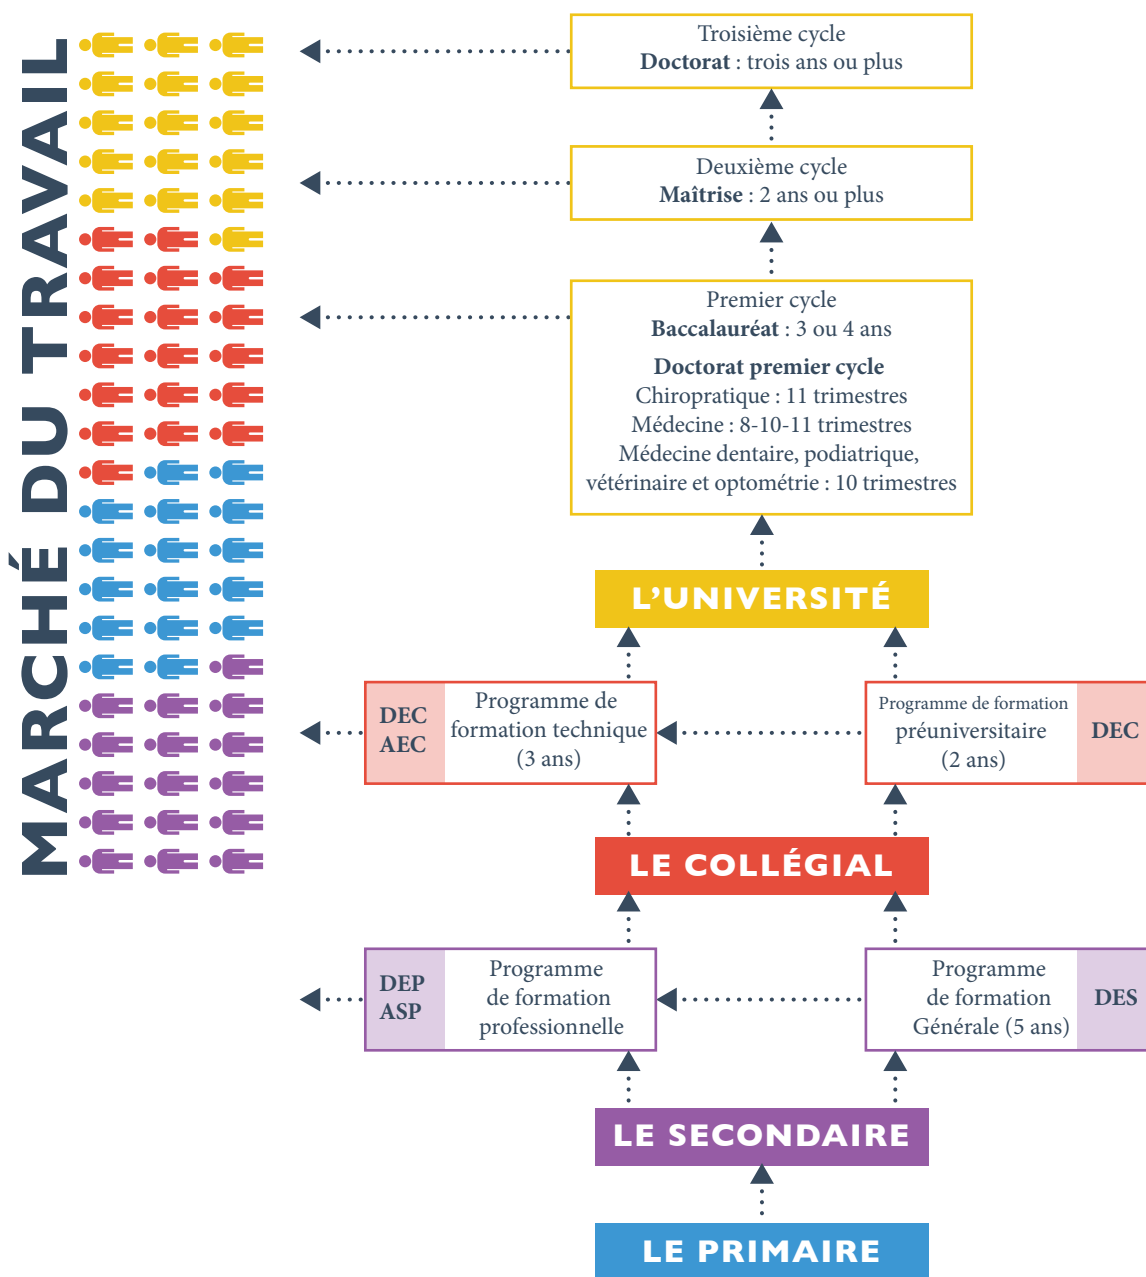 MARCHÉ DU TRAVAIL
Troisième cycle
Doctorat : trois ans ou plus
Deuxième cycle
Maîtrise : 2 ans ou plus
Premier cycle
Baccalauréat : 3 ou 4 ans
Doctorat premier cycle
Chiropratique : 11 trimestres
Médecine : 8-10-11 trimestres
Médecine dentaire, podiatrique,
vétérinaire et optométrie : 10 trimestres
L'UNIVERSITÉ
DEC
AEC
Programme de
formation technique
(3 ans)
Programme de formation
préuniversitaire
(2 ans)
DEC
LE COLLÉGIAL
DEP
ASP
Programme
de formation
professionnelle
Programme
de formation
Générale (5 ans)
DES
LE SECONDAIRE
LE PRIMAIRE